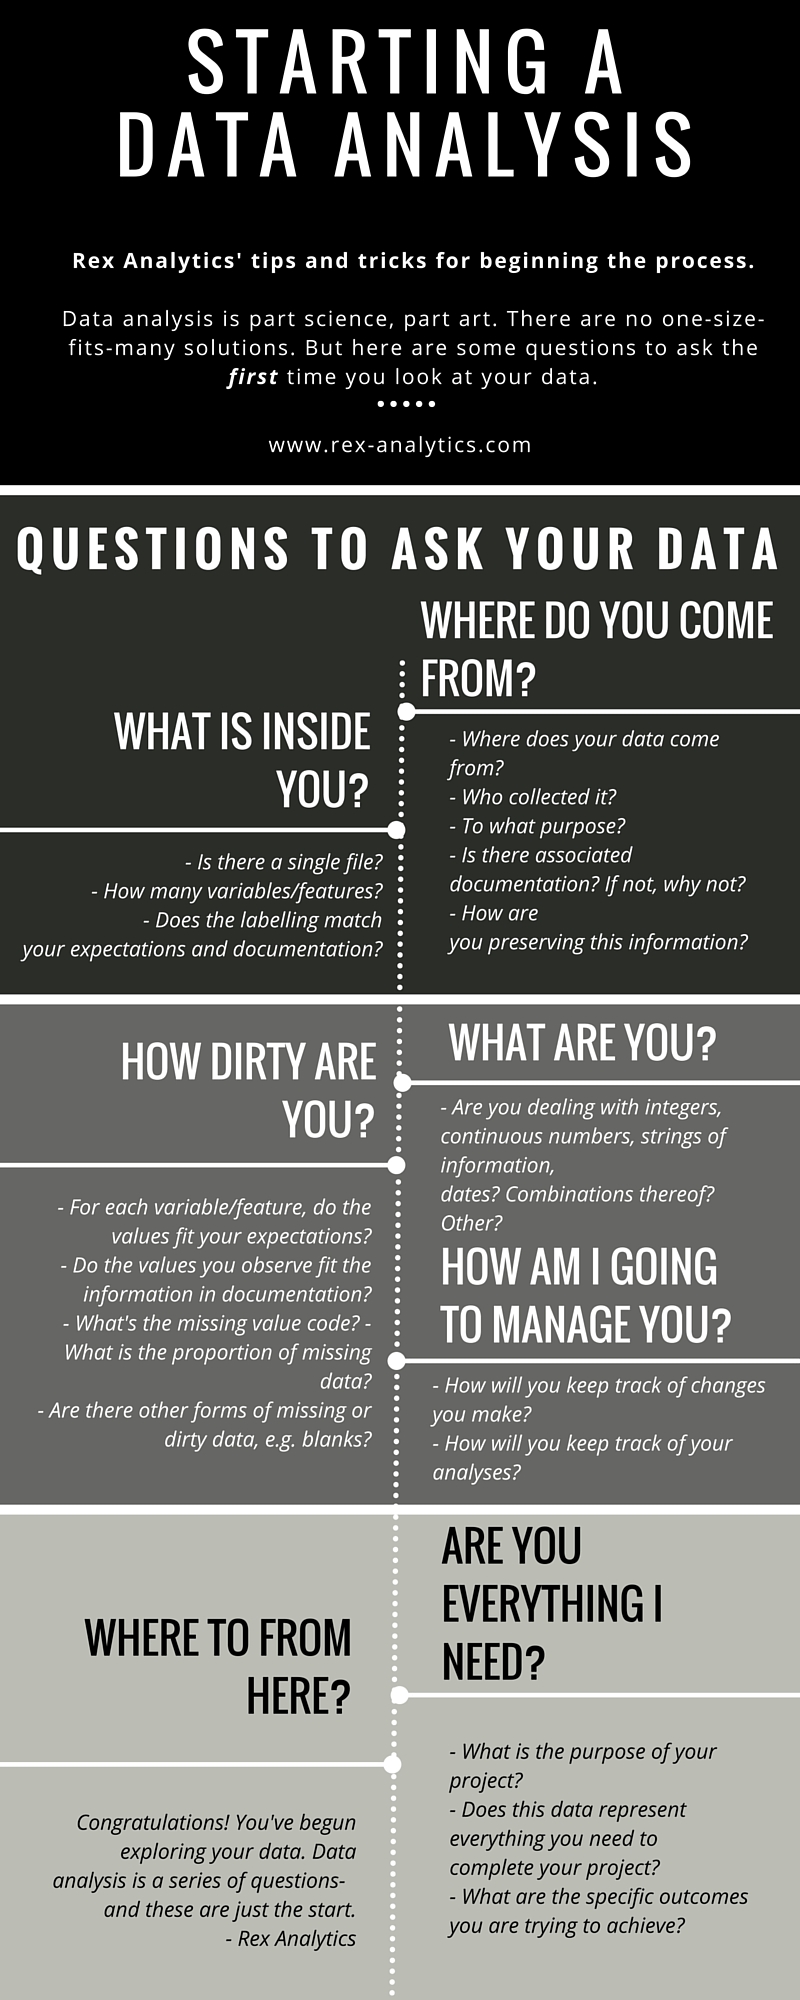 STARTING A
DATA ANALYSIS
Rex Analytics' tips and tricks for beginning the process.
Data analysis is part science, part art. There are no one-size-
fits-many solutions. But here are some questions to ask the
first time you look at your data.
www.rex-analytics.com
QUESTIONS TO ASK YOUR DATA
WHERE DO YOU COME
FROM?
- Where does your data come
from?
- Who collected it?
- To what purpose?
- Is there associated
documentation? If not, why not?
- How are
you preserving this information?
WHAT IS INSIDE
YOU?
- Is there a single file?
- How many variables/features?
- Does the labelling match
your expectations and documentation?
WHAT ARE YOU?
- Are you dealing with integers,
continuous numbers, strings of
information,
dates? Combinations thereof?
Other?
HOW DIRTY ARE
YOU?
- For each variable/feature, do the
values fit your expectations?
- Do the values you observe fit the
information in documentation?
- What's the missing value code? -
What is the proportion of missing
data?
- Are there other forms of missing or
dirty data, e.g. blanks?
HOW AM I GOING
TO MANAGE YOU?
- How will you keep track of changes
you make?
- How will you keep track of your
analyses?
ARE YOU
EVERYTHING I
NEED?
- What is the purpose of your
project?
- Does this data represent
everything you need to
complete your project?
- What are the specific outcomes
you are trying to achieve?
WHERE TO FROM
HERE?
Congratulations! You've begun
exploring your data. Data
analysis is a series of questions-
and these are just the start.
- Rex Analytics